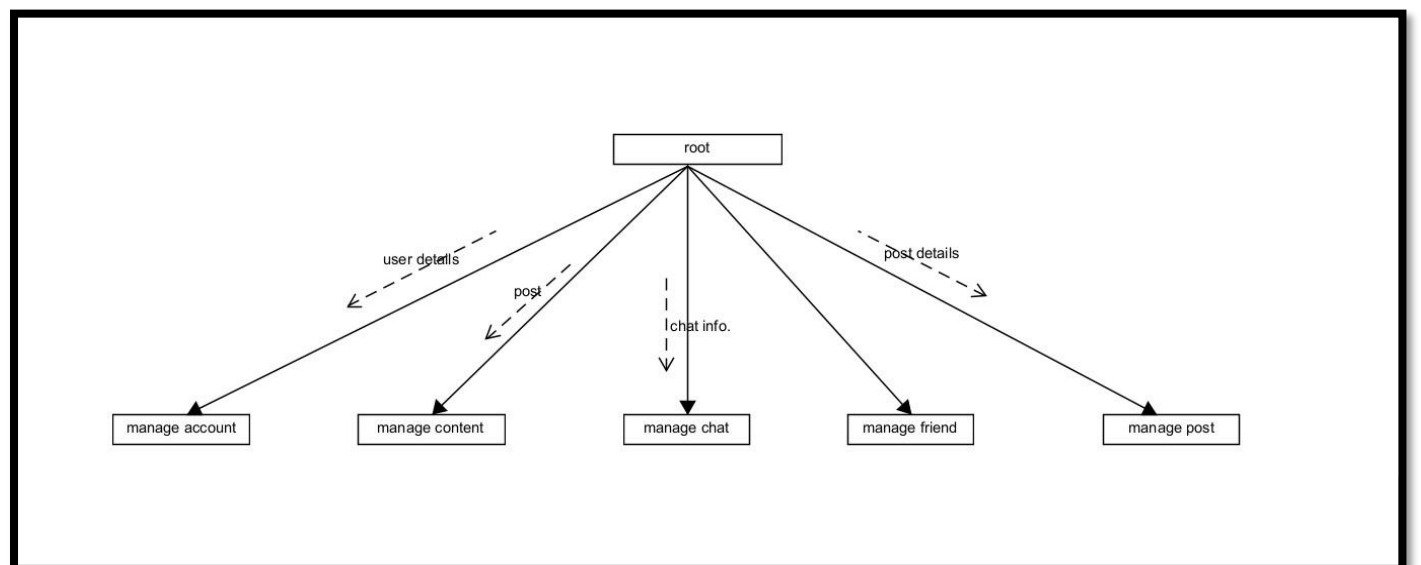 root
user details
post details
post
chat info.
manage account
manage content
manage chat
manage friend
manage post